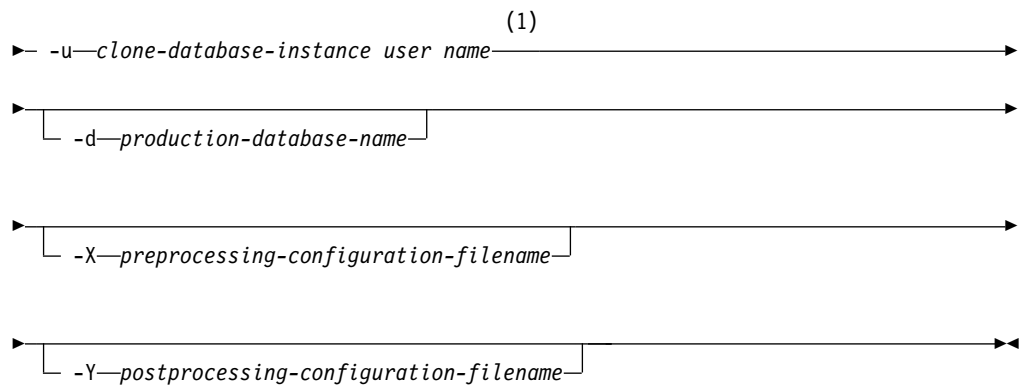 (1)
-u clone-database-instance user name
-d production-database-name
-X preprocessing-configuration-filename
-Y postprocessing-configuration-filename